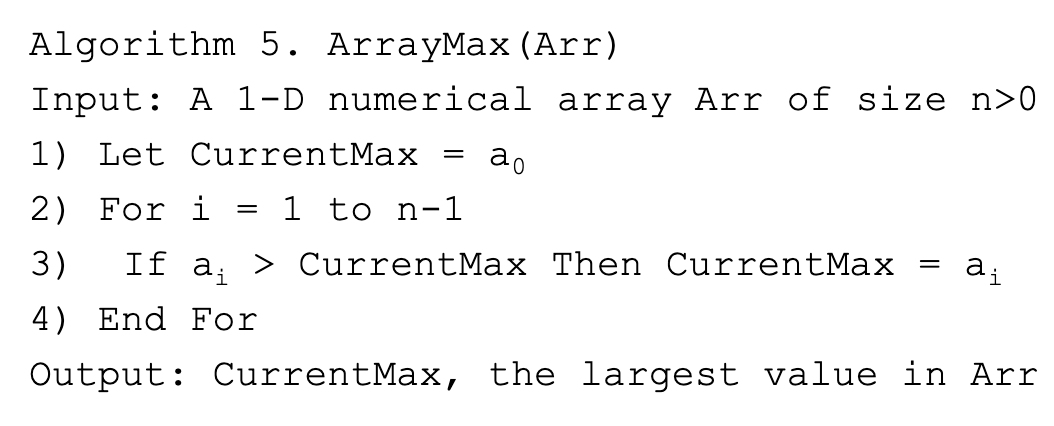 Algorithm 5. ArrayMax(Arr)
Input: A 1-D numerical array Arr of size n>0
1) Let CurrentMax = a₀
2) For i = 1 to n-1
3)  If aᵢ > CurrentMax Then CurrentMax = aᵢ
4) End For
Output: CurrentMax, the largest value in Arr